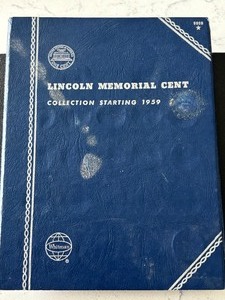 LINCOLN MEMORIAL CENT
COLLECTION STARTING 1959
Whitman